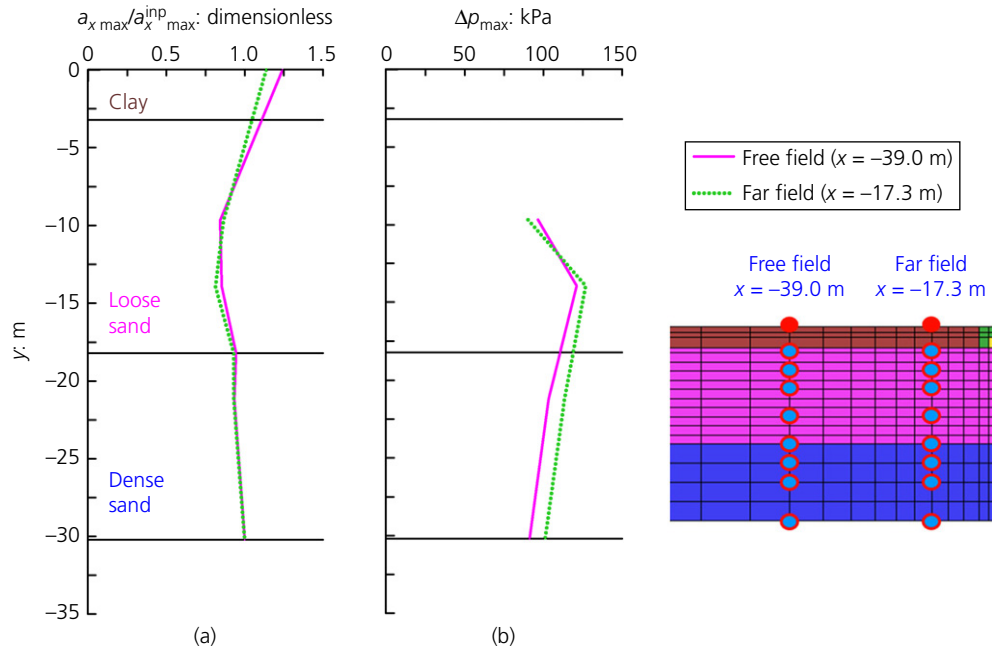 a_x max/a_x^inp_max: dimensionless
0 0.5 1.0 1.5
0
−5
−10
−15
−20
−25
−30
−35
y: m
Clay
Loose
sand
Dense
sand
(a)
Δp_max: kPa
0 50 100 150
(b)
Free field (x = −39.0 m)
Far field (x = −17.3 m)
Free field
x = −39.0 m
Far field
x = −17.3 m